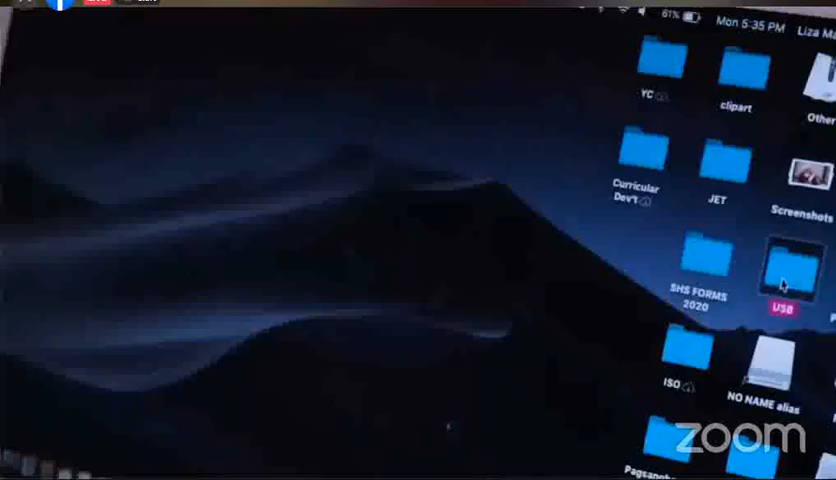 LIVE
61%
Mon 5:35 PM
Liza Ma
YC
clipart
Other
Curricular
Dev't
JET
Screenshots
SHS FORMS
2020
USB
ISO
NO NAME alias
zoom